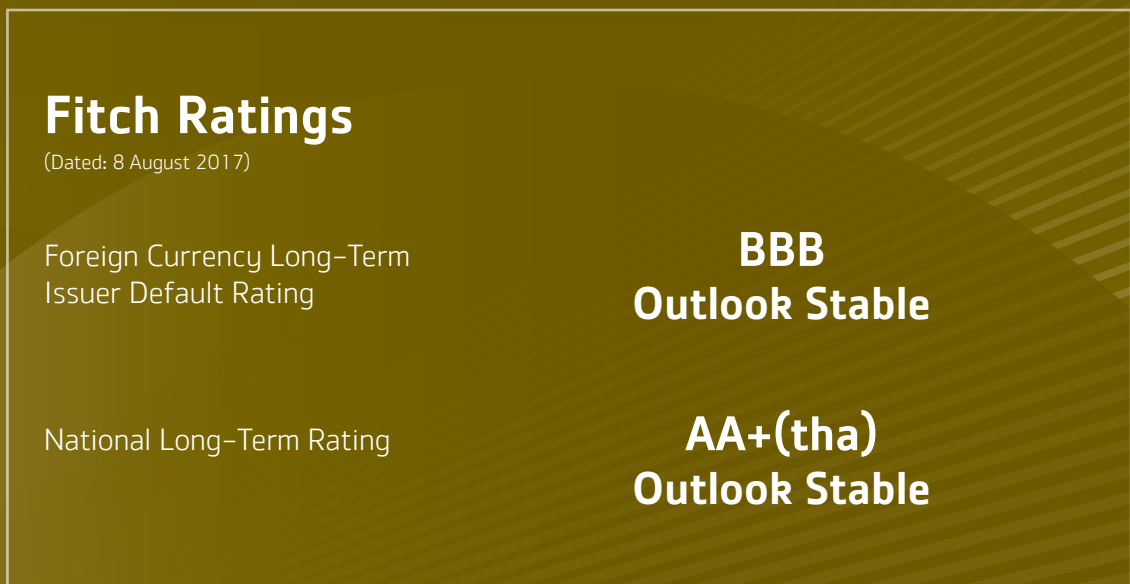 Fitch Ratings
(Dated: 8 August 2017)
Foreign Currency Long-Term
Issuer Default Rating
BBB
Outlook Stable
National Long-Term Rating
AA+(tha)
Outlook Stable